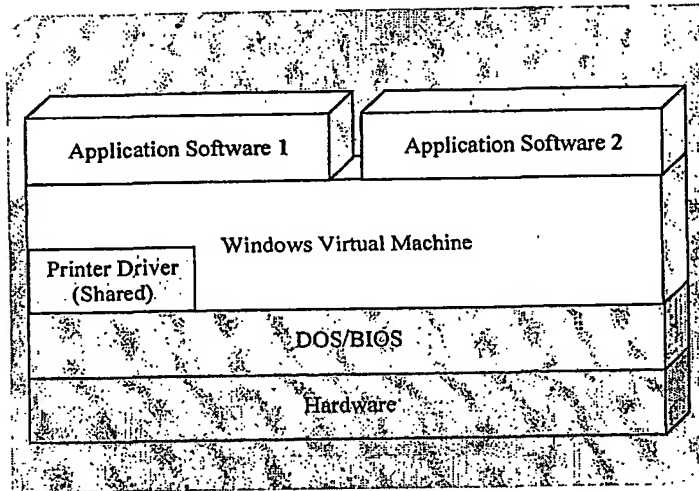 Application Software 1
Application Software 2
Windows Virtual Machine
Printer Driver
(Shared)
DOS/BIOS
Hardware